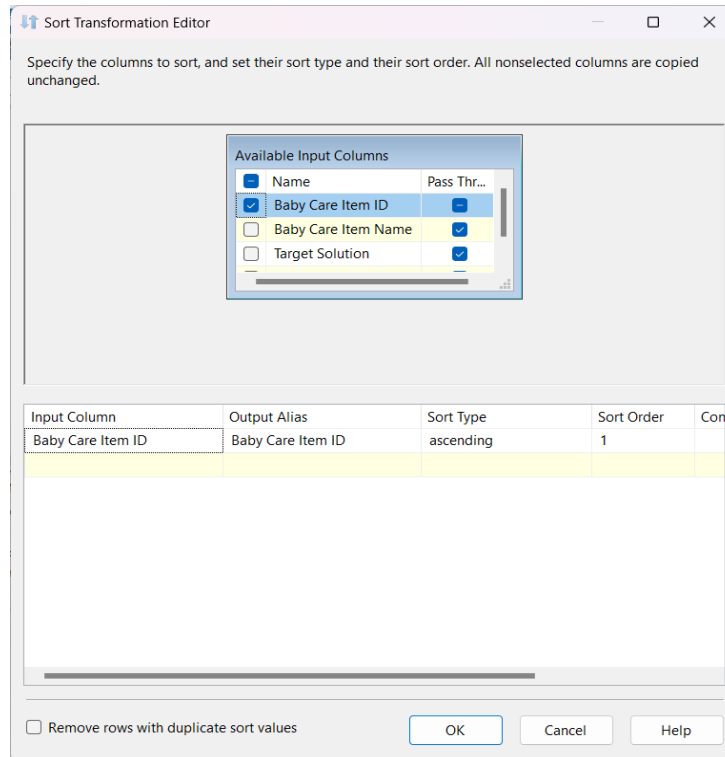 Sort Transformation Editor
Specify the columns to sort, and set their sort type and their sort order. All nonselected columns are copied
unchanged.
Available Input Columns
Name Pass Thr...
Baby Care Item ID
Baby Care Item Name
Target Solution
Input Column Output Alias Sort Type Sort Order Con
Baby Care Item ID Baby Care Item ID ascending 1
Remove rows with duplicate sort values OK Cancel Help